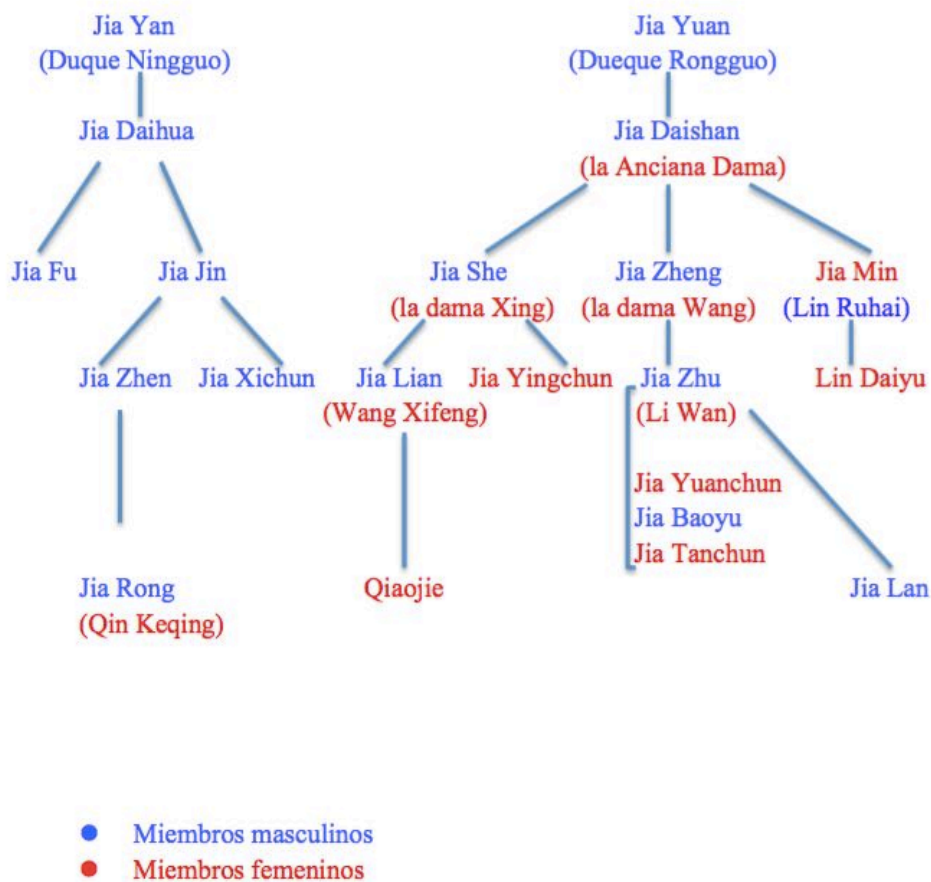 Jia Yan
(Duque Ningguo)
Jia Yuan
(Dueque Rongguo)
Jia Daihua
Jia Daishan
(la Anciana Dama)
Jia Fu
Jia Jin
Jia She
(la dama Xing)
Jia Zheng
(la dama Wang)
Jia Min
(Lin Ruhai)
Jia Zhen
Jia Xichun
Jia Lian
(Wang Xifeng)
Jia Yingchun
Jia Zhu
(Li Wan)
Lin Daiyu
Jia Yuanchun
Jia Baoyu
Jia Tanchun
Jia Rong
(Qin Keqing)
Qiaojie
Jia Lan
Miembros masculinos
Miembros femeninos